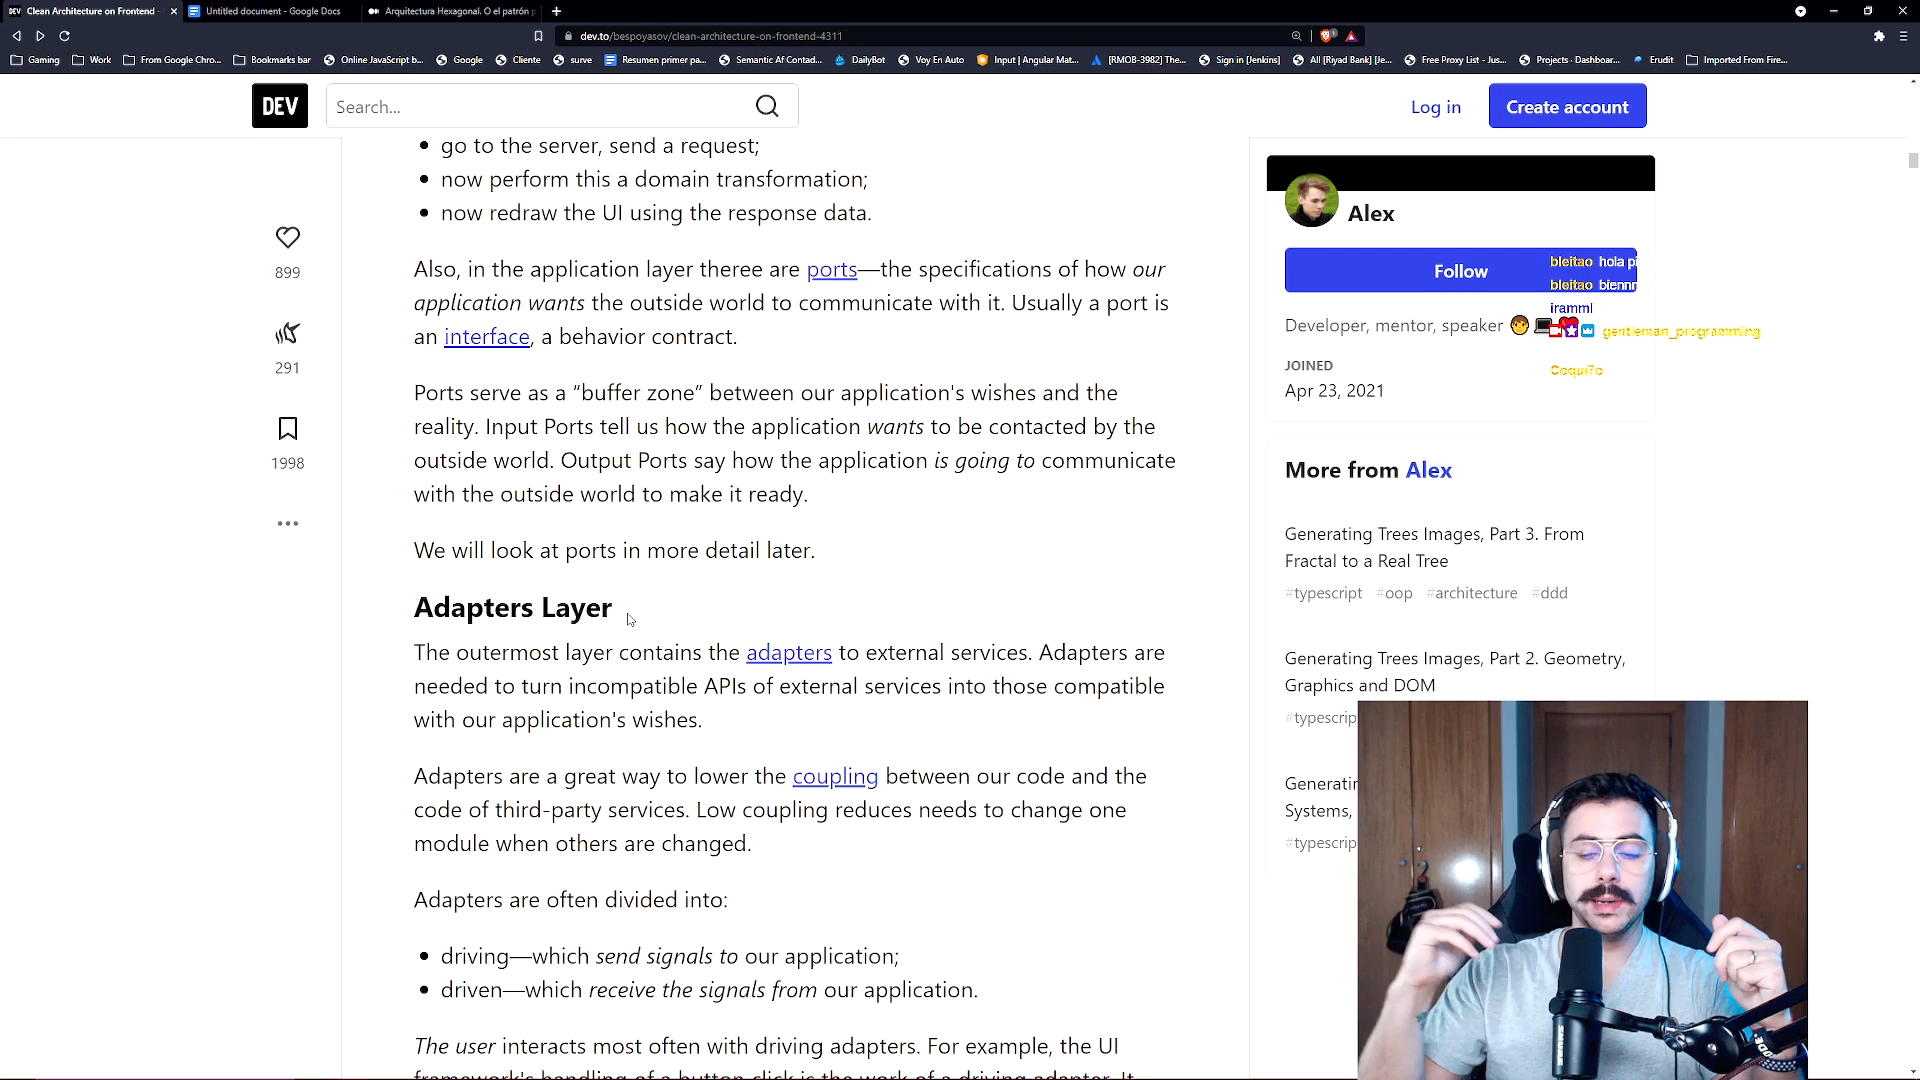 Clean Architecture on Frontend -
Untitled document - Google Docs
Arquitectura Hexagonal. O el patrón p
dev.to/bespoyasov/clean-architecture-on-frontend-4311
Gaming
Work
From Google Chro...
Bookmarks bar
Online JavaScript b...
Google
Cliente
surve
Resumen primer pa...
Semantic Af Contad...
DailyBot
Voy En Auto
Input | Angular Mat...
[RMOB-3982] The...
Sign in [Jenkins]
All [Riyad Bank] [Je...
Free Proxy List - Jus...
Projects · Dashboar...
Erudit
Imported From Fire...
DEV
Search...
Log in
Create account
899
291
1998
• go to the server, send a request;
• now perform this a domain transformation;
• now redraw the UI using the response data.
Also, in the application layer theree are ports—the specifications of how our
application wants the outside world to communicate with it. Usually a port is
an interface, a behavior contract.
Ports serve as a “buffer zone” between our application's wishes and the
reality. Input Ports tell us how the application wants to be contacted by the
outside world. Output Ports say how the application is going to communicate
with the outside world to make it ready.
We will look at ports in more detail later.
Adapters Layer
The outermost layer contains the adapters to external services. Adapters are
needed to turn incompatible APIs of external services into those compatible
with our application's wishes.
Adapters are a great way to lower the coupling between our code and the
code of third-party services. Low coupling reduces needs to change one
module when others are changed.
Adapters are often divided into:
• driving—which send signals to our application;
• driven—which receive the signals from our application.
The user interacts most often with driving adapters. For example, the UI
framework's handling of a button click is the work of a driving adapter. It
Alex
Follow
bleitao hola pi
bleitao bienn
iramml
gentleman_programming
Coqui7o
Developer, mentor, speaker
JOINED
Apr 23, 2021
More from Alex
Generating Trees Images, Part 3. From
Fractal to a Real Tree
#typescript #oop #architecture #ddd
Generating Trees Images, Part 2. Geometry,
Graphics and DOM
#typescrip
Generatin
Systems,
#typescrip